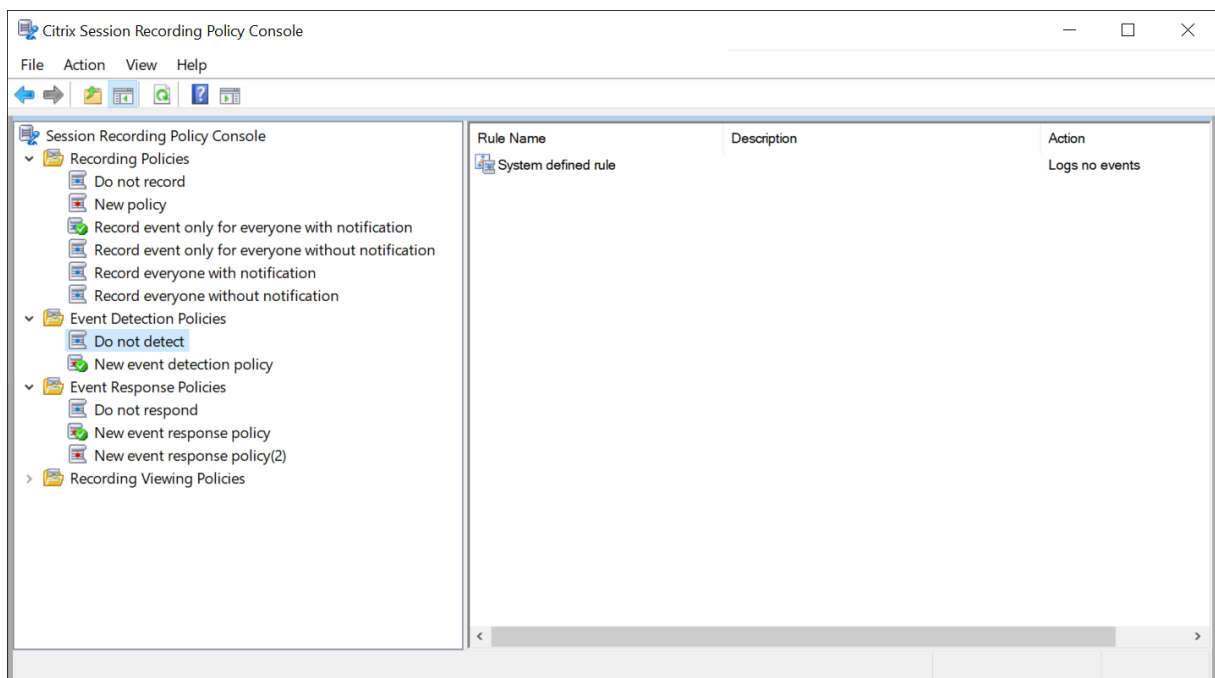 Citrix Session Recording Policy Console
File Action View Help
Session Recording Policy Console
Recording Policies
Do not record
New policy
Record event only for everyone with notification
Record event only for everyone without notification
Record everyone with notification
Record everyone without notification
Event Detection Policies
Do not detect
New event detection policy
Event Response Policies
Do not respond
New event response policy
New event response policy(2)
Recording Viewing Policies
Rule Name Description Action
System defined rule Logs no events